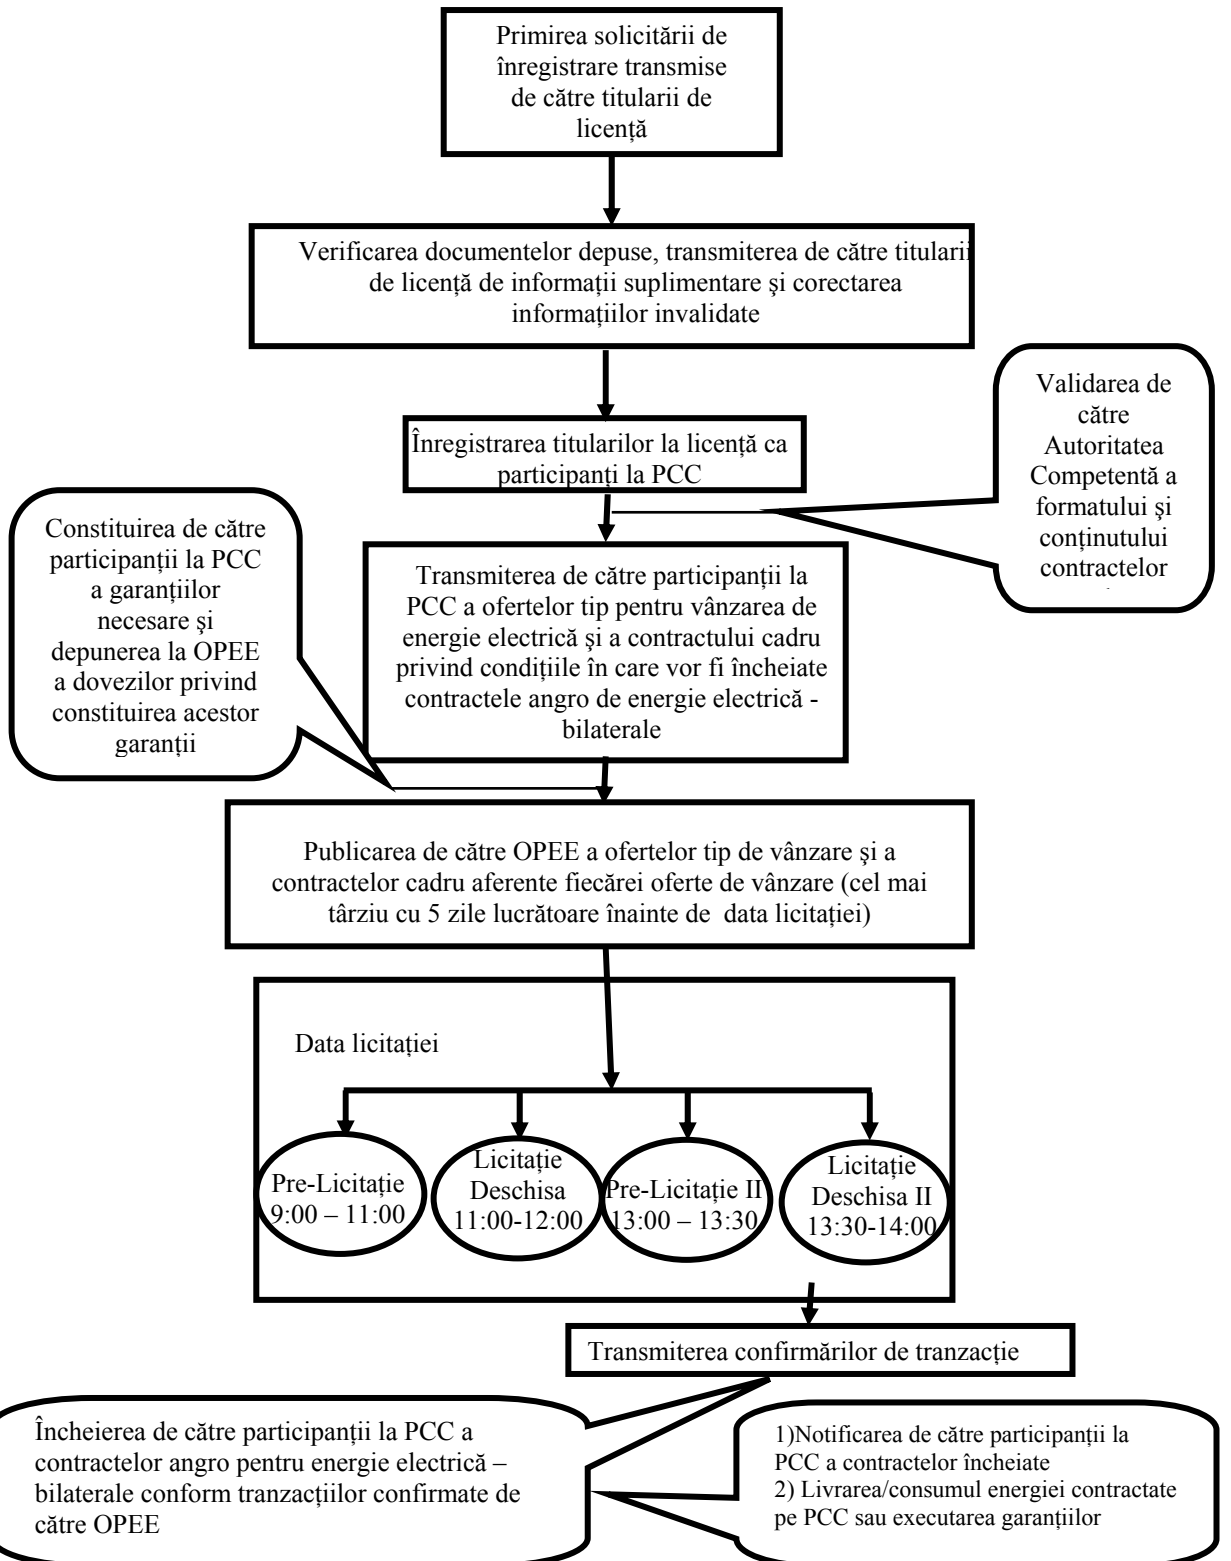 Primirea solicitării de
înregistrare transmise
de către titularii de
licență
Verificarea documentelor depuse, transmiterea de către titularii
de licență de informații suplimentare şi corectarea
informațiilor invalidate
Înregistrarea titularilor la licență ca
participanți la PCC
Validarea de
către
Autoritatea
Competentă a
formatului şi
conținutului
contractelor
Constituirea de către
participanții la PCC
a garanțiilor
necesare şi
depunerea la OPEE
a dovezilor privind
constituirea acestor
garanții
Transmiterea de către participanții la
PCC a ofertelor tip pentru vânzarea de
energie electrică şi a contractului cadru
privind condițiile în care vor fi încheiate
contractele angro de energie electrică -
bilaterale
Publicarea de către OPEE a ofertelor tip de vânzare şi a
contractelor cadru aferente fiecărei oferte de vânzare (cel mai
târziu cu 5 zile lucrătoare înainte de data licitației)
Data licitației
Pre-Licitație
9:00 – 11:00
Licitație
Deschisa
11:00-12:00
Pre-Licitație II
13:00 – 13:30
Licitație
Deschisa II
13:30-14:00
Transmiterea confirmărilor de tranzacție
Încheierea de către participanții la PCC a
contractelor angro pentru energie electrică –
bilaterale conform tranzacțiilor confirmate de
către OPEE
1)Notificarea de către participanții la
PCC a contractelor încheiate
2) Livrarea/consumul energiei contractate
pe PCC sau executarea garanțiilor